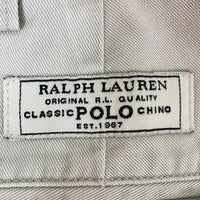 RALPH LAUREN
ORIGINAL R.L. QUALITY
CLASSIC POLO CHINO
EST. 1967